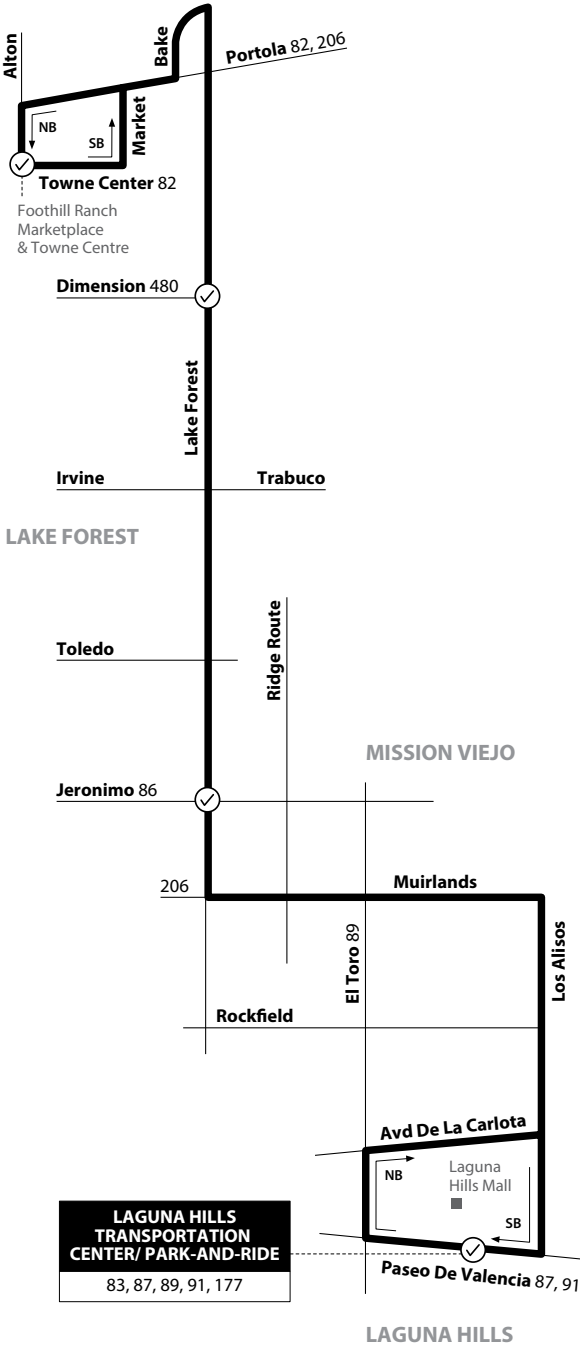 Alton
Bake
Portola 82, 206
NB
SB
Market
Towne Center 82
Foothill Ranch
Marketplace
& Towne Centre
Dimension 480
Lake Forest
Irvine
Trabuco
LAKE FOREST
Ridge Route
Toledo
MISSION VIEJO
Jeronimo 86
206
Muirlands
El Toro 89
Los Alisos
Rockfield
Avd De La Carlota
NB
Laguna
Hills Mall
SB
LAGUNA HILLS
TRANSPORTATION
CENTER/ PARK-AND-RIDE
83, 87, 89, 91, 177
Paseo De Valencia 87, 91
LAGUNA HILLS